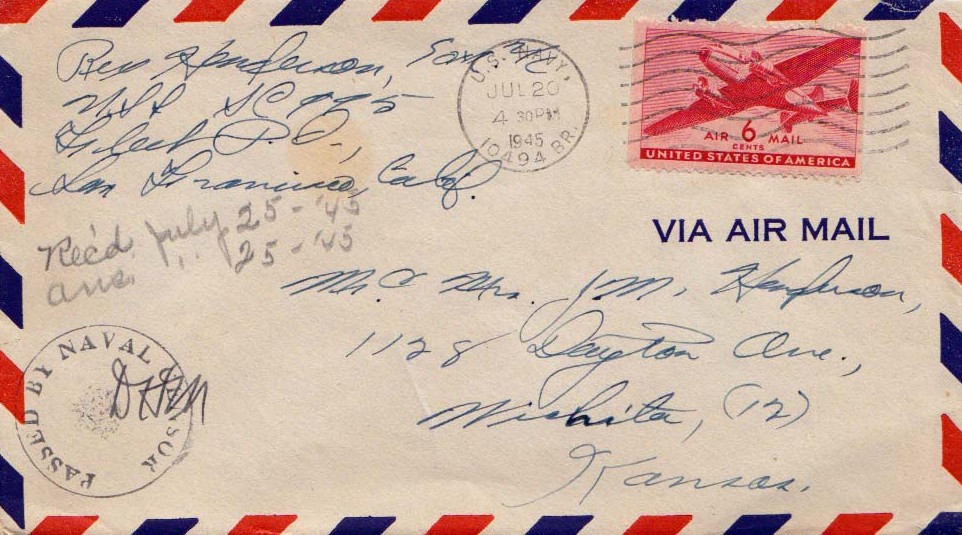 Rex Henderson,
USS SC 995
Fleet P.O.,
San Francisco, Calif.
U.S. NAVY,
JUL 20
4 30 PM
1945
10494 BR.
AIR 6 MAIL
CENTS
UNITED STATES OF AMERICA
VIA AIR MAIL
Rec'd July 25-'45
ans. " 25-'45
Mr. & Mrs. J.M. Henderson,
1128 Dayton Ave.,
Wichita, (12)
Kansas.
PASSED BY NAVAL CENSOR